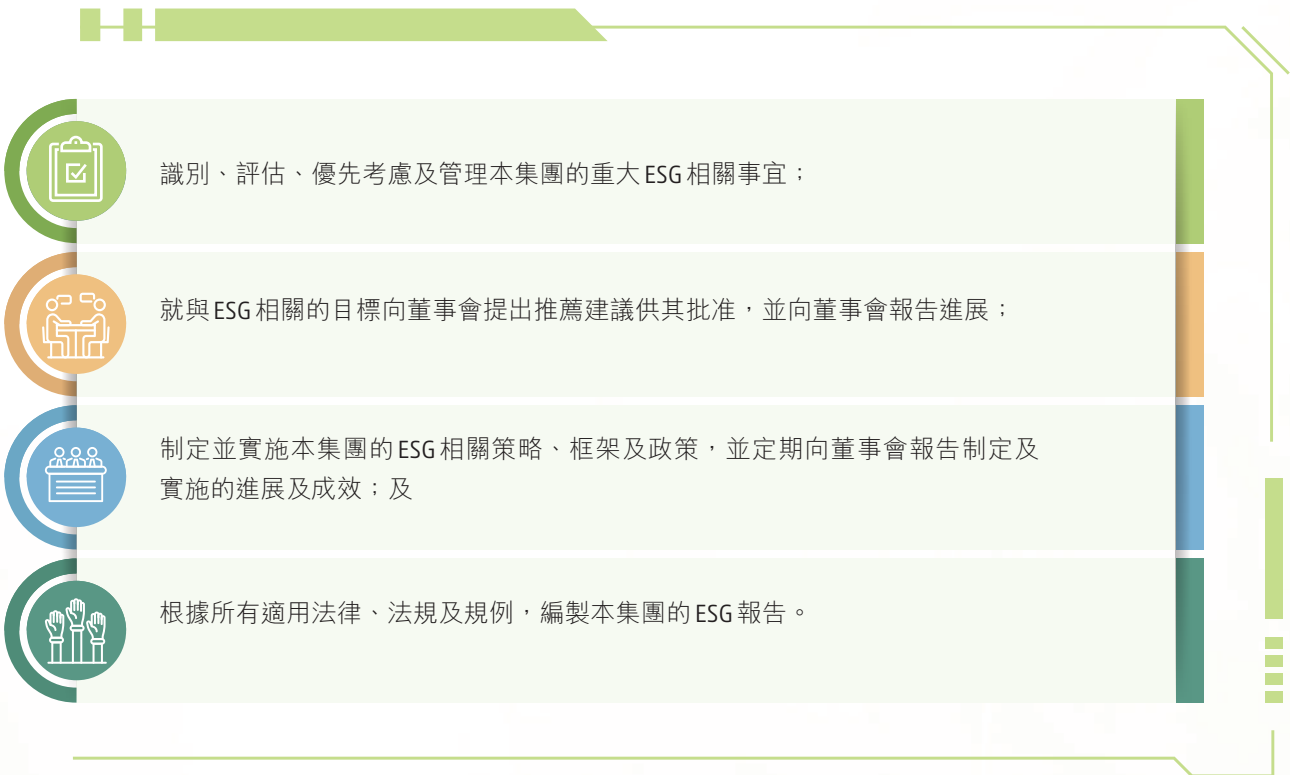 識別、評估、優先考慮及管理本集團的重大ESG相關事宜；
就與ESG相關的目標向董事會提出推薦建議供其批准，並向董事會報告進展；
制定並實施本集團的ESG相關策略、框架及政策，並定期向董事會報告制定及
實施的進展及成效；及
根據所有適用法律、法規及規例，編製本集團的ESG報告。